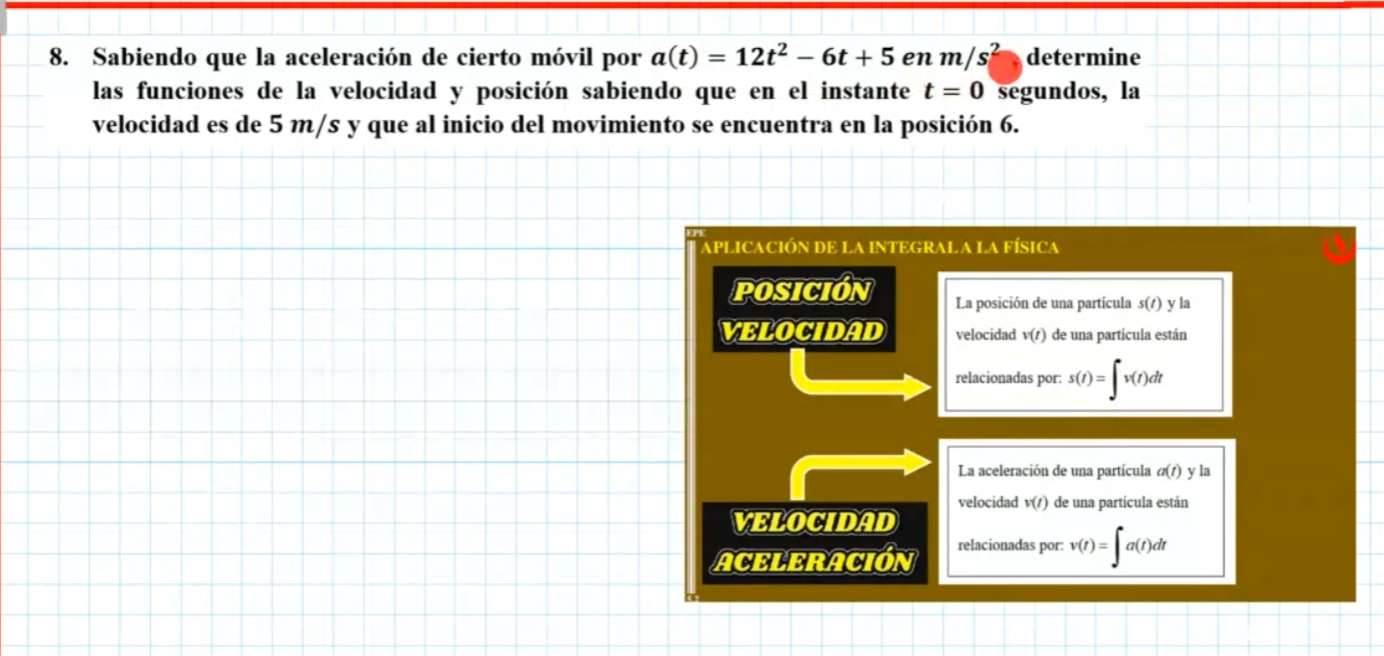 8. Sabiendo que la aceleración de cierto móvil por a(t) = 12t² − 6t + 5 en m/s² , determine
las funciones de la velocidad y posición sabiendo que en el instante t = 0 segundos, la
velocidad es de 5 m/s y que al inicio del movimiento se encuentra en la posición 6.
EPE
APLICACIÓN DE LA INTEGRAL A LA FÍSICA
POSICIÓN
VELOCIDAD
La posición de una partícula s(t) y la
velocidad v(t) de una partícula están
relacionadas por: s(t) = ∫ v(t)dt
VELOCIDAD
ACELERACIÓN
La aceleración de una partícula a(t) y la
velocidad v(t) de una partícula están
relacionadas por: v(t) = ∫ a(t)dt
5.2